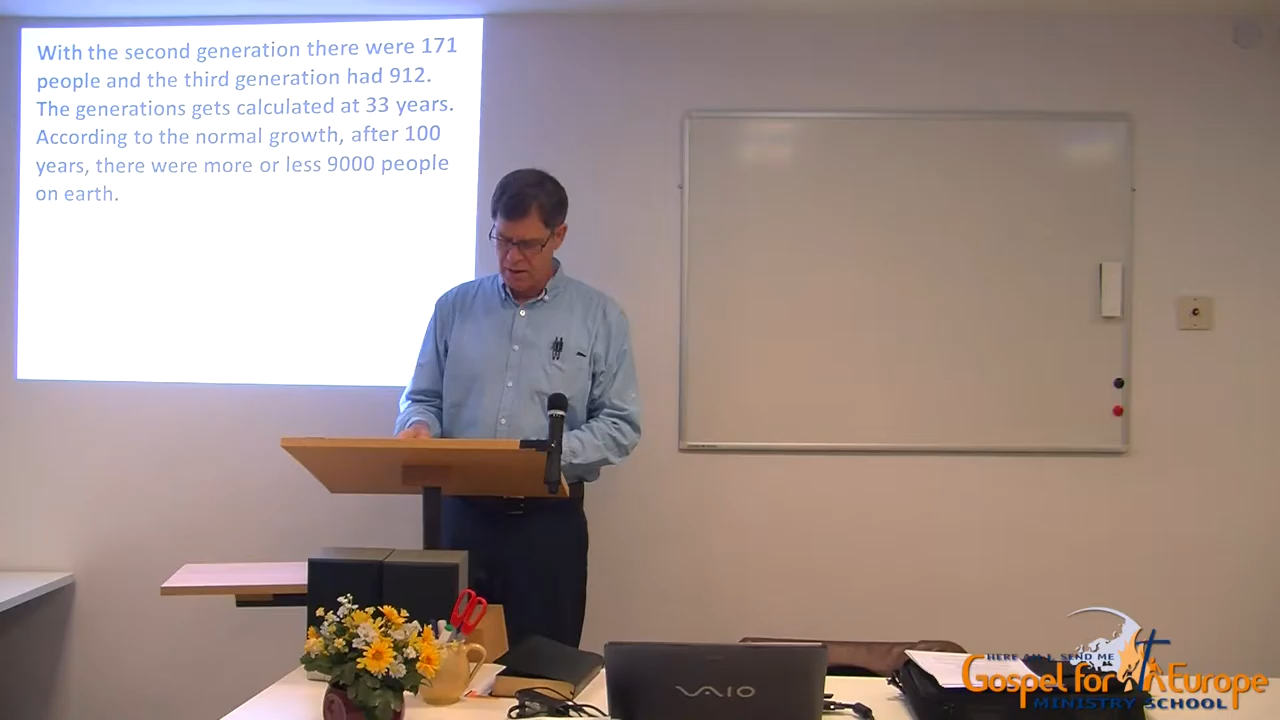 With the second generation there were 171
people and the third generation had 912.
The generations gets calculated at 33 years.
According to the normal growth, after 100
years, there were more or less 9000 people
on earth.
VAIO
HERE AM I, SEND ME
GOSPEL for Europe
MINISTRY SCHOOL